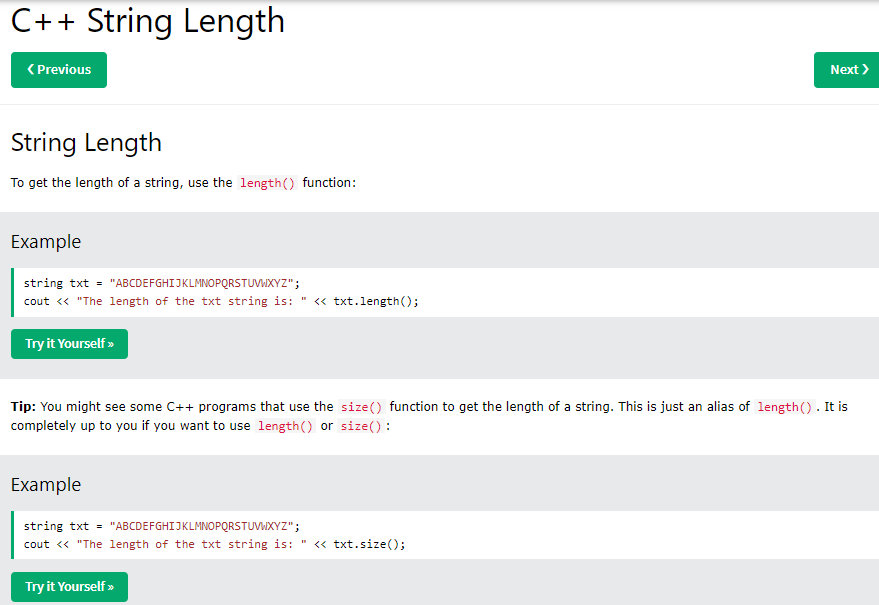 C++ String Length
❮ Previous
Next ❯
String Length
To get the length of a string, use the length() function:
Example
string txt = "ABCDEFGHIJKLMNOPQRSTUVWXYZ";
cout << "The length of the txt string is: " << txt.length();
Try it Yourself »
Tip: You might see some C++ programs that use the size() function to get the length of a string. This is just an alias of length(). It is
completely up to you if you want to use length() or size():
Example
string txt = "ABCDEFGHIJKLMNOPQRSTUVWXYZ";
cout << "The length of the txt string is: " << txt.size();
Try it Yourself »